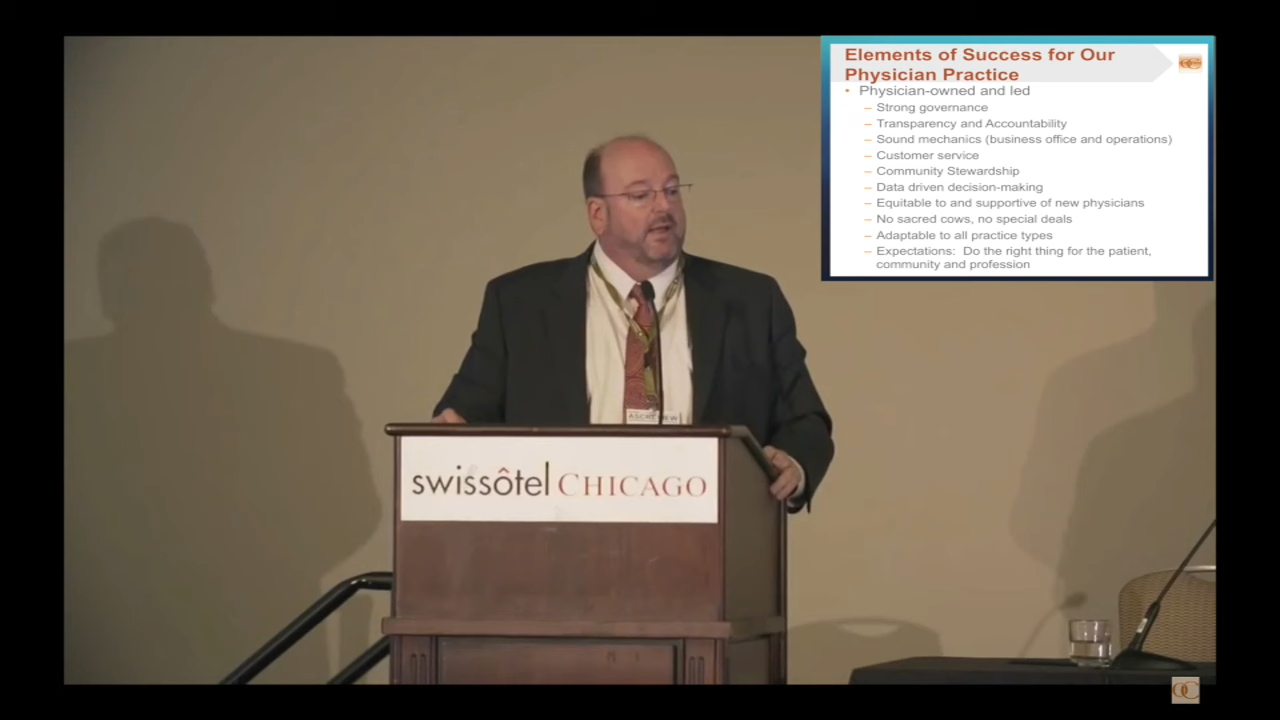 Elements of Success for Our
Physician Practice
• Physician-owned and led
– Strong governance
– Transparency and Accountability
– Sound mechanics (business office and operations)
– Customer service
– Community Stewardship
– Data driven decision-making
– Equitable to and supportive of new physicians
– No sacred cows, no special deals
– Adaptable to all practice types
– Expectations:  Do the right thing for the patient,
community and profession
swissôtel CHICAGO